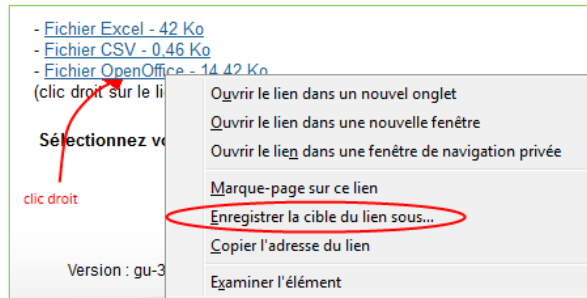 - Fichier Excel - 42 Ko
- Fichier CSV - 0,46 Ko
- Fichier OpenOffice - 14,42 Ko
(clic droit sur le li
Ouvrir le lien dans un nouvel onglet
Ouvrir le lien dans une nouvelle fenêtre
Sélectionnez vo
Ouvrir le lien dans une fenêtre de navigation privée
Marque-page sur ce lien
clic droit
Enregistrer la cible du lien sous...
Copier l'adresse du lien
Version : gu-3
Examiner l'élément